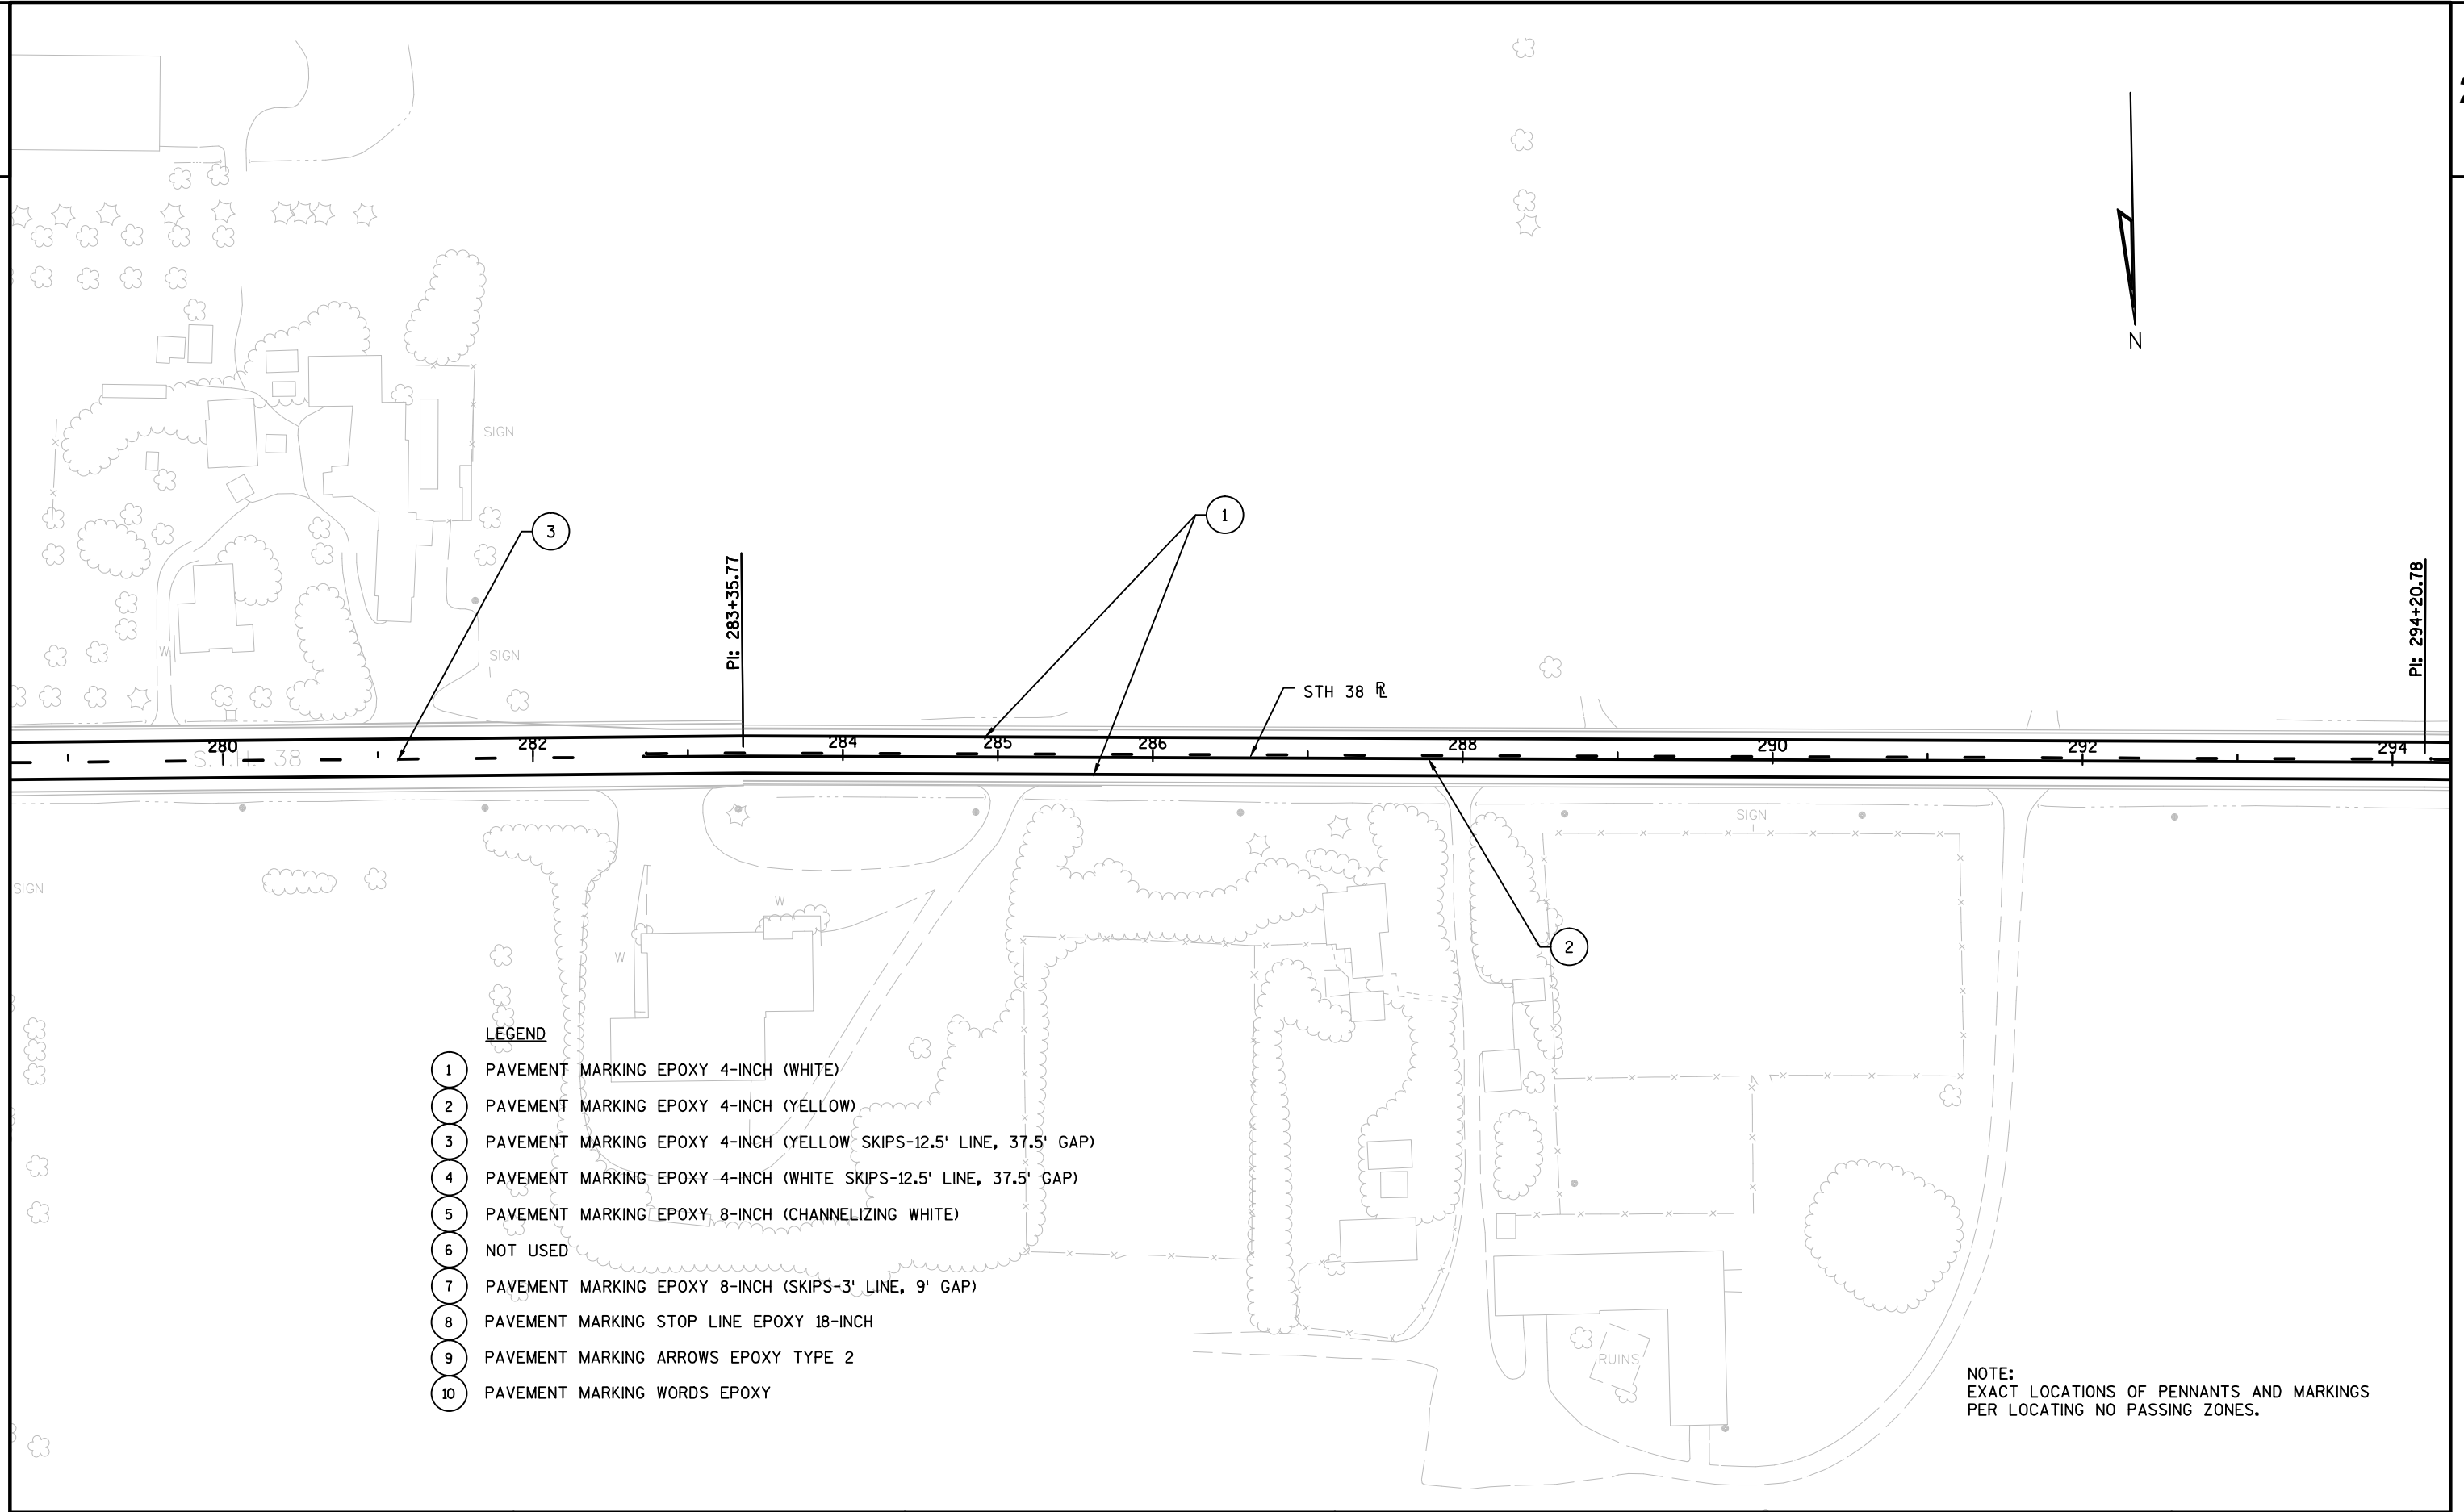 2
N
SIGN
3
1
PI: 283+35.77
PI: 294+20.78
SIGN
W
STH 38 R/L
280
282
284
285
286
288
290
292
294
S.T.H. 38
SIGN
SIGN
W
W
2
LEGEND
1 PAVEMENT MARKING EPOXY 4-INCH (WHITE)
2 PAVEMENT MARKING EPOXY 4-INCH (YELLOW)
3 PAVEMENT MARKING EPOXY 4-INCH (YELLOW SKIPS-12.5' LINE, 37.5' GAP)
4 PAVEMENT MARKING EPOXY 4-INCH (WHITE SKIPS-12.5' LINE, 37.5' GAP)
5 PAVEMENT MARKING EPOXY 8-INCH (CHANNELIZING WHITE)
6 NOT USED
7 PAVEMENT MARKING EPOXY 8-INCH (SKIPS-3' LINE, 9' GAP)
8 PAVEMENT MARKING STOP LINE EPOXY 18-INCH
9 PAVEMENT MARKING ARROWS EPOXY TYPE 2
10 PAVEMENT MARKING WORDS EPOXY
RUINS
NOTE:
EXACT LOCATIONS OF PENNANTS AND MARKINGS
PER LOCATING NO PASSING ZONES.